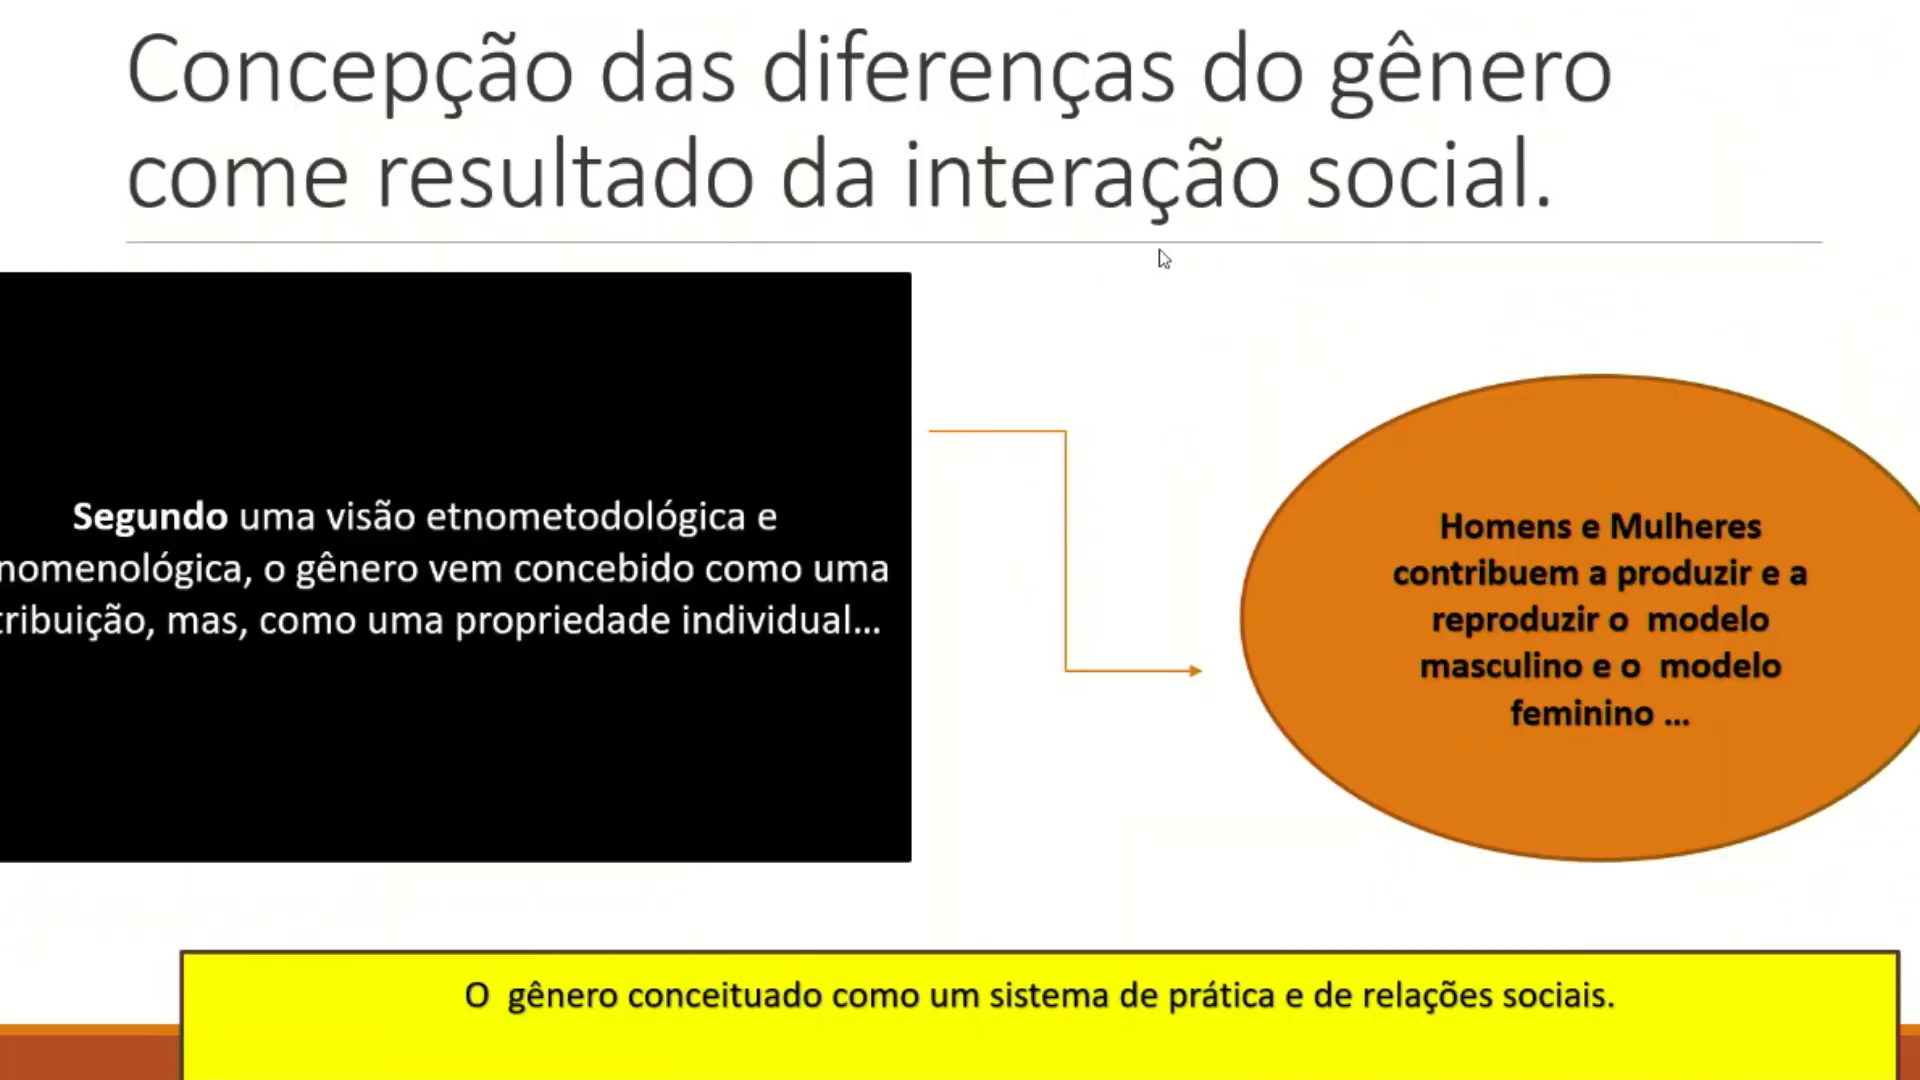 Concepção das diferenças do gênero
come resultado da interação social.
Segundo uma visão etnometodológica e
nomenológica, o gênero vem concebido como uma
tribuição, mas, como uma propriedade individual...
Homens e Mulheres
contribuem a produzir e a
reproduzir o modelo
masculino e o modelo
feminino ...
O gênero conceituado como um sistema de prática e de relações sociais.